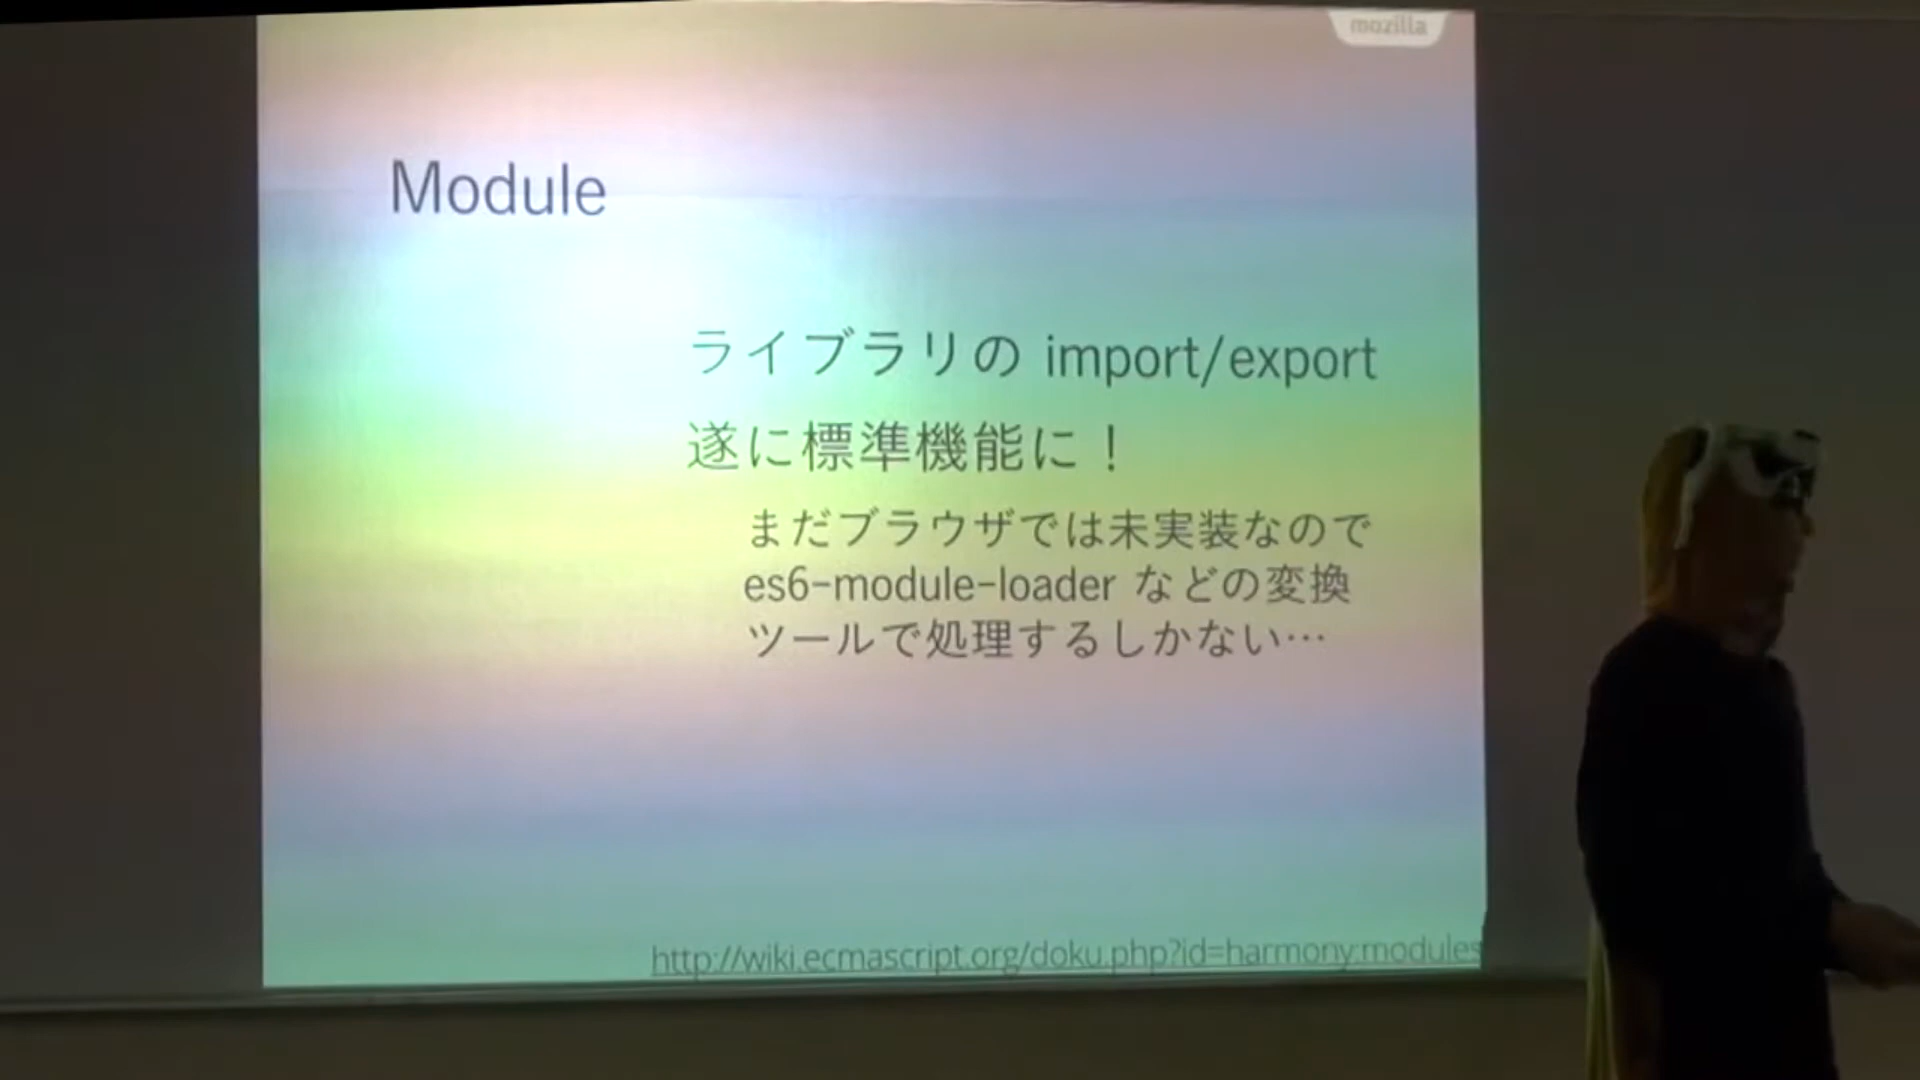 mozilla
Module
ライブラリの import/export
遂に標準機能に！
まだブラウザでは未実装なので
es6-module-loader などの変換
ツールで処理するしかない…
http://wiki.ecmascript.org/doku.php?id=harmony:modules